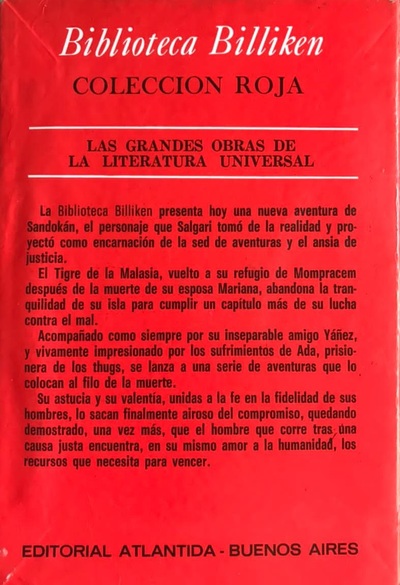 Biblioteca Billiken
COLECCION ROJA
LAS GRANDES OBRAS DE
LA LITERATURA UNIVERSAL
La Biblioteca Billiken presenta hoy una nueva aventura de
Sandokán, el personaje que Salgari tomó de la realidad y pro-
yectó como encarnación de la sed de aventuras y el ansia de
justicia.
El Tigre de la Malasia, vuelto a su refugio de Mompracem
después de la muerte de su esposa Mariana, abandona la tran-
quilidad de su isla para cumplir un capítulo más de su lucha
contra el mal.
Acompañado como siempre por su inseparable amigo Yáñez,
y vivamente impresionado por los sufrimientos de Ada, prisio-
nera de los thugs, se lanza a una serie de aventuras que lo
colocan al filo de la muerte.
Su astucia y su valentía, unidas a la fe en la fidelidad de sus
hombres, lo sacan finalmente airoso del compromiso, quedando
demostrado, una vez más, que el hombre que corre tras una
causa justa encuentra, en su mismo amor a la humanidad, los
recursos que necesita para vencer.
EDITORIAL ATLANTIDA - BUENOS AIRES